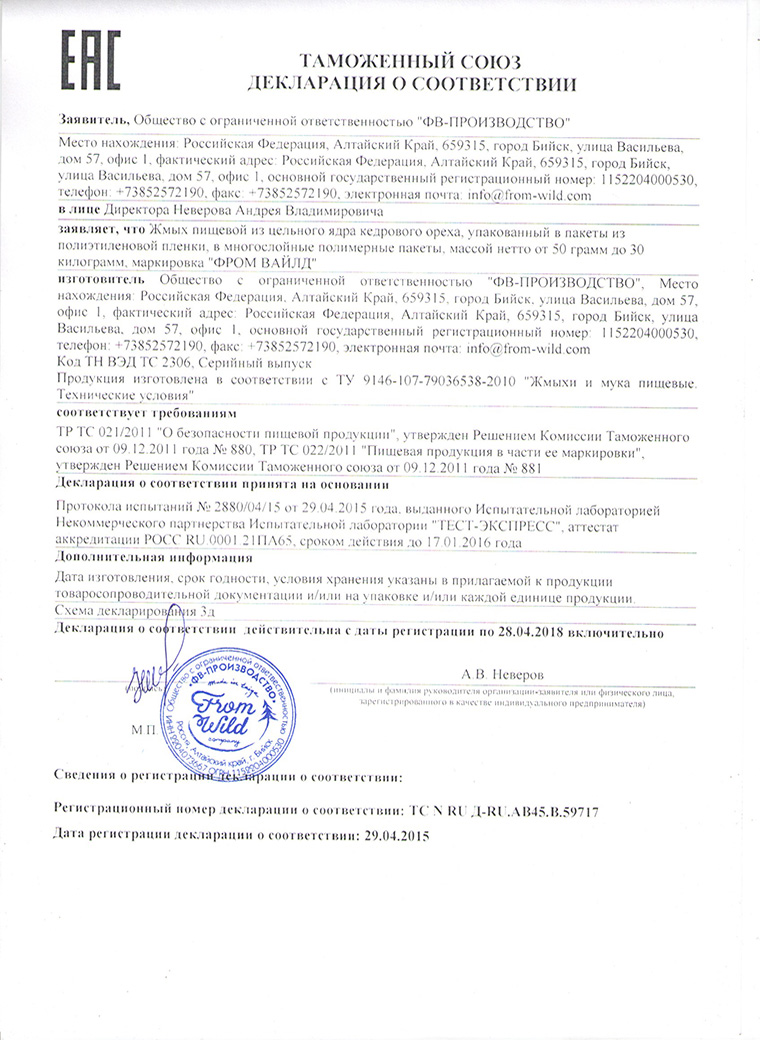 ЕАС
ТАМОЖЕННЫЙ СОЮЗ
ДЕКЛАРАЦИЯ О СООТВЕТСТВИИ
Заявитель, Общество с ограниченной ответственностью "ФВ-ПРОИЗВОДСТВО"
Место нахождения: Российская Федерация, Алтайский Край, 659315, город Бийск, улица Васильева,
дом 57, офис 1, фактический адрес: Российская Федерация, Алтайский Край, 659315, город Бийск,
улица Васильева, дом 57, офис 1, основной государственный регистрационный номер: 1152204000530,
телефон: +73852572190, факс: +73852572190, электронная почта: info@from-wild.com
в лице Директора Неверова Андрея Владимировича
заявляет, что Жмых пищевой из цельного ядра кедрового ореха, упакованный в пакеты из
полиэтиленовой пленки, в многослойные полимерные пакеты, массой нетто от 50 грамм до 30
килограмм, маркировка "ФРОМ ВАЙЛД"
изготовитель Общество с ограниченной ответственностью "ФВ-ПРОИЗВОДСТВО", Место
нахождения: Российская Федерация, Алтайский Край, 659315, город Бийск, улица Васильева, дом 57,
офис 1, фактический адрес: Российская Федерация, Алтайский Край, 659315, город Бийск, улица
Васильева, дом 57, офис 1, основной государственный регистрационный номер: 1152204000530,
телефон: +73852572190, факс: +73852572190, электронная почта: info@from-wild.com
Код ТН ВЭД ТС 2306, Серийный выпуск
Продукция изготовлена в соответствии с ТУ 9146-107-79036538-2010 "Жмыхи и мука пищевые.
Технические условия"
соответствует требованиям
ТР ТС 021/2011 "О безопасности пищевой продукции", утвержден Решением Комиссии Таможенного
союза от 09.12.2011 года № 880, ТР ТС 022/2011 "Пищевая продукция в части ее маркировки",
утвержден Решением Комиссии Таможенного союза от 09.12.2011 года № 881
Декларация о соответствии принята на основании
Протокола испытаний № 2880/04/15 от 29.04.2015 года, выданного Испытательной лабораторией
Некоммерческого партнерства Испытательной лаборатории "ТЕСТ-ЭКСПРЕСС", аттестат
аккредитации РОСС RU.0001 21ПА65, сроком действия до 17.01.2016 года
Дополнительная информация
Дата изготовления, срок годности, условия хранения указаны в прилагаемой к продукции
товаросопроводительной документации и/или на упаковке и/или каждой единице продукции.
Схема декларирования 3д
Декларация о соответствии действительна с даты регистрации по 28.04.2018 включительно
А.В. Неверов
(инициалы и фамилия руководителя организации-заявителя или физического лица,
зарегистрированного в качестве индивидуального предпринимателя)
М.П.
Общество с ограниченной ответственностью
"ФВ-ПРОИЗВОДСТВО"
From
Wild
company
Россия, Алтайский край, г. Бийск
Сведения о регистрации декларации о соответствии:
Регистрационный номер декларации о соответствии: ТС N RU Д-RU.АВ45.В.59717
Дата регистрации декларации о соответствии: 29.04.2015